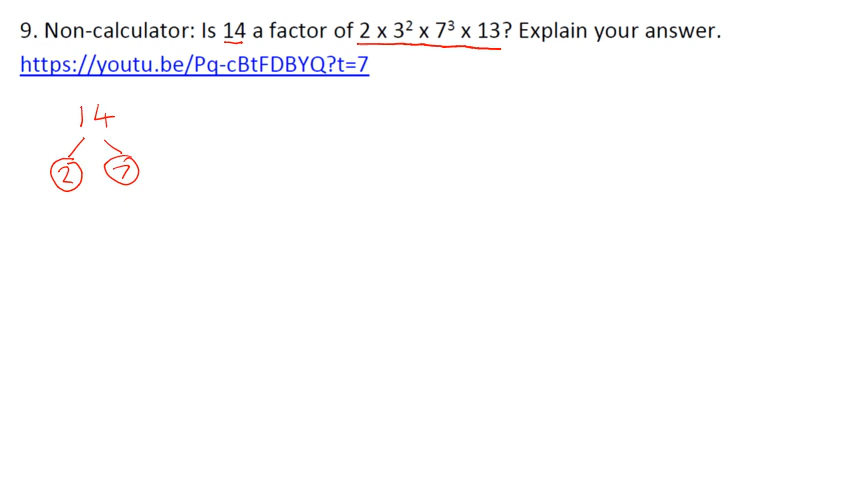 9. Non-calculator: Is 14 a factor of 2 x 3² x 7³ x 13? Explain your answer.
https://youtu.be/Pq-cBtFDBYQ?t=7
14
2 7